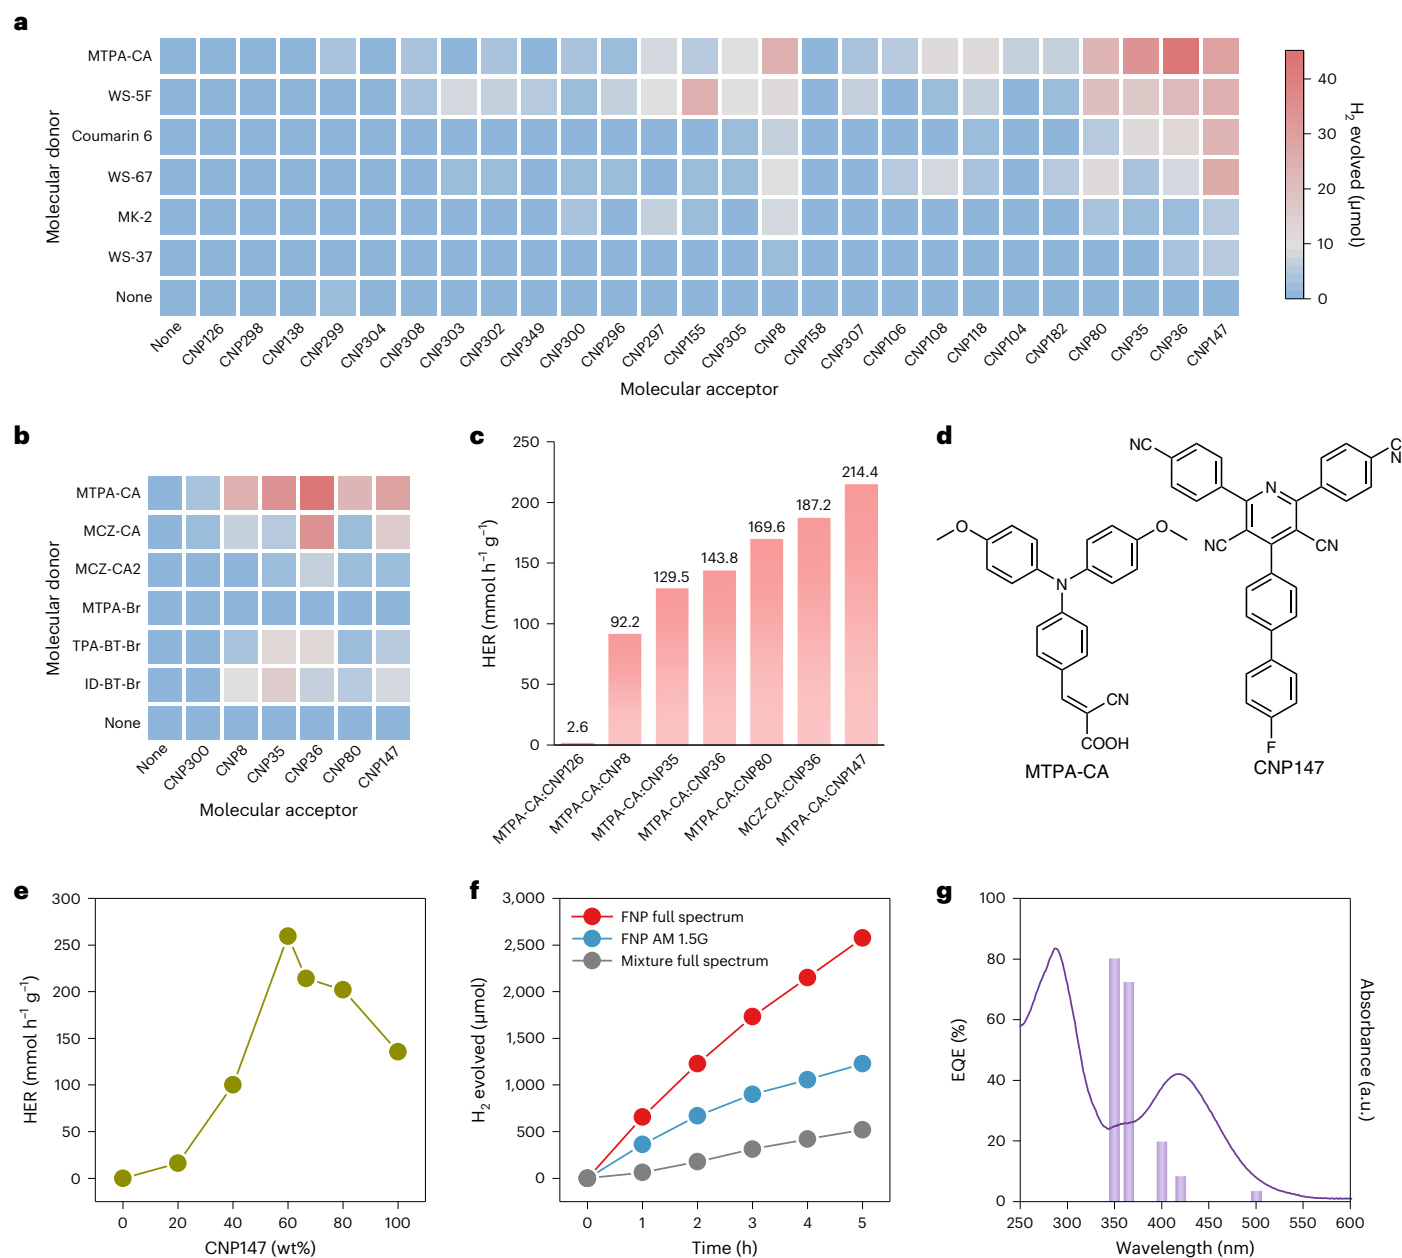 a
MTPA-CA
WS-5F
Coumarin 6
WS-67
MK-2
WS-37
None
Molecular donor
None
CNP126
CNP298
CNP138
CNP299
CNP304
CNP308
CNP303
CNP302
CNP349
CNP300
CNP296
CNP297
CNP155
CNP305
CNP8
CNP158
CNP307
CNP106
CNP108
CNP118
CNP104
CNP182
CNP80
CNP35
CNP36
CNP147
Molecular acceptor
40
30
20
10
0
H2 evolved (μmol)
b
MTPA-CA
MCZ-CA
MCZ-CA2
MTPA-Br
TPA-BT-Br
ID-BT-Br
None
Molecular donor
None
CNP300
CNP8
CNP35
CNP36
CNP80
CNP147
Molecular acceptor
c
250
200
150
100
50
0
HER (mmol h−1 g−1)
2.6
92.2
129.5
143.8
169.6
187.2
214.4
MTPA-CA:CNP126
MTPA-CA:CNP8
MTPA-CA:CNP35
MTPA-CA:CNP36
MTPA-CA:CNP80
MCZ-CA:CNP36
MTPA-CA:CNP147
d
O
O
N
CN
COOH
MTPA-CA
NC
C
N
N
NC
CN
F
CNP147
e
300
250
200
150
100
50
0
HER (mmol h−1 g−1)
0 20 40 60 80 100
CNP147 (wt%)
f
3,000
2,500
2,000
1,500
1,000
500
0
H2 evolved (μmol)
FNP full spectrum
FNP AM 1.5G
Mixture full spectrum
0 1 2 3 4 5
Time (h)
g
100
80
60
40
20
0
EQE (%)
Absorbance (a.u.)
250 300 350 400 450 500 550 600
Wavelength (nm)